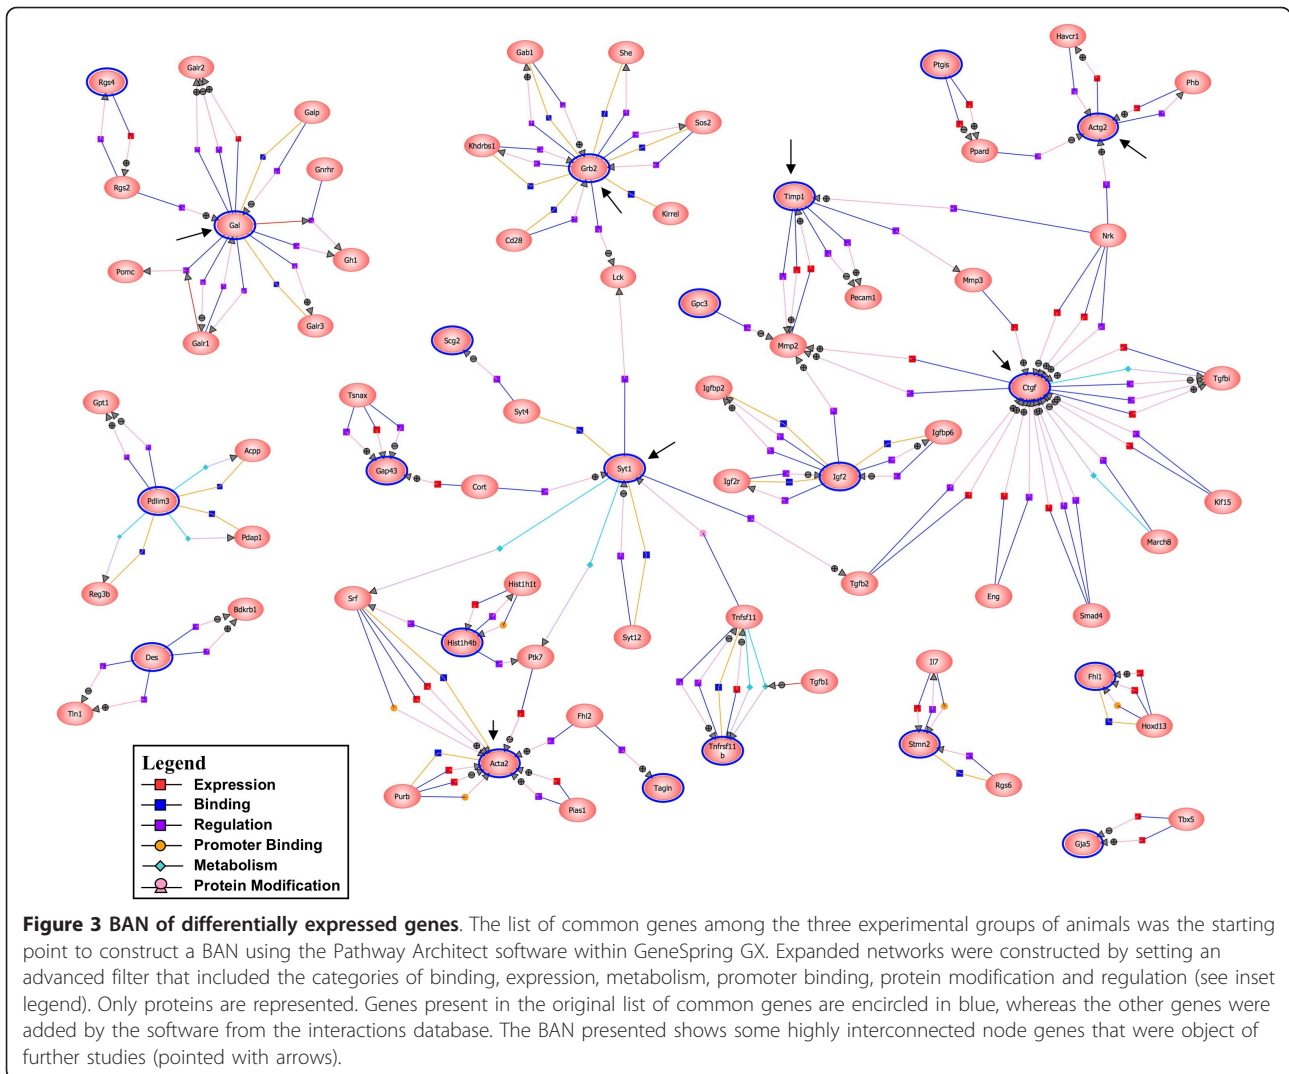 Havcr1
Gab1
She
Galr2
Ptgis
Rgs4
Phb
Galp
Sos2
Actg2
Khdrbs1
Ppard
Gnrhr
Grb2
Rgs2
Timp1
Kirrel
Gal
Nrk
Cd28
Gh1
Pomc
Lck
Mmp3
Pecam1
Gpc3
Galr3
Scg2
Galr1
Mmp2
Ctgf
Tgfbi
Igfbp2
Tsnax
Gpt1
Syt4
Igfbp6
Acpp
Gap43
Syt1
Igf2
Igf2r
Cort
Pdlim3
Klf15
Pdap1
March8
Tgfb2
Hist1h1t
Reg3b
Srf
Eng
Bdkrb1
Smad4
Tnfsf11
Syt12
Hist1h4b
Des
Ptk7
Il7
Fhl1
Tgfb1
Tln1
Fhl2
Hoxd13
Stmn2
Tnfrsf11
b
Acta2
Rgs6
Tagln
Purb
Pias1
Tbx5
Gja5
Legend
Expression
Binding
Regulation
Promoter Binding
Metabolism
Protein Modification
Figure 3 BAN of differentially expressed genes. The list of common genes among the three experimental groups of animals was the starting
point to construct a BAN using the Pathway Architect software within GeneSpring GX. Expanded networks were constructed by setting an
advanced filter that included the categories of binding, expression, metabolism, promoter binding, protein modification and regulation (see inset
legend). Only proteins are represented. Genes present in the original list of common genes are encircled in blue, whereas the other genes were
added by the software from the interactions database. The BAN presented shows some highly interconnected node genes that were object of
further studies (pointed with arrows).